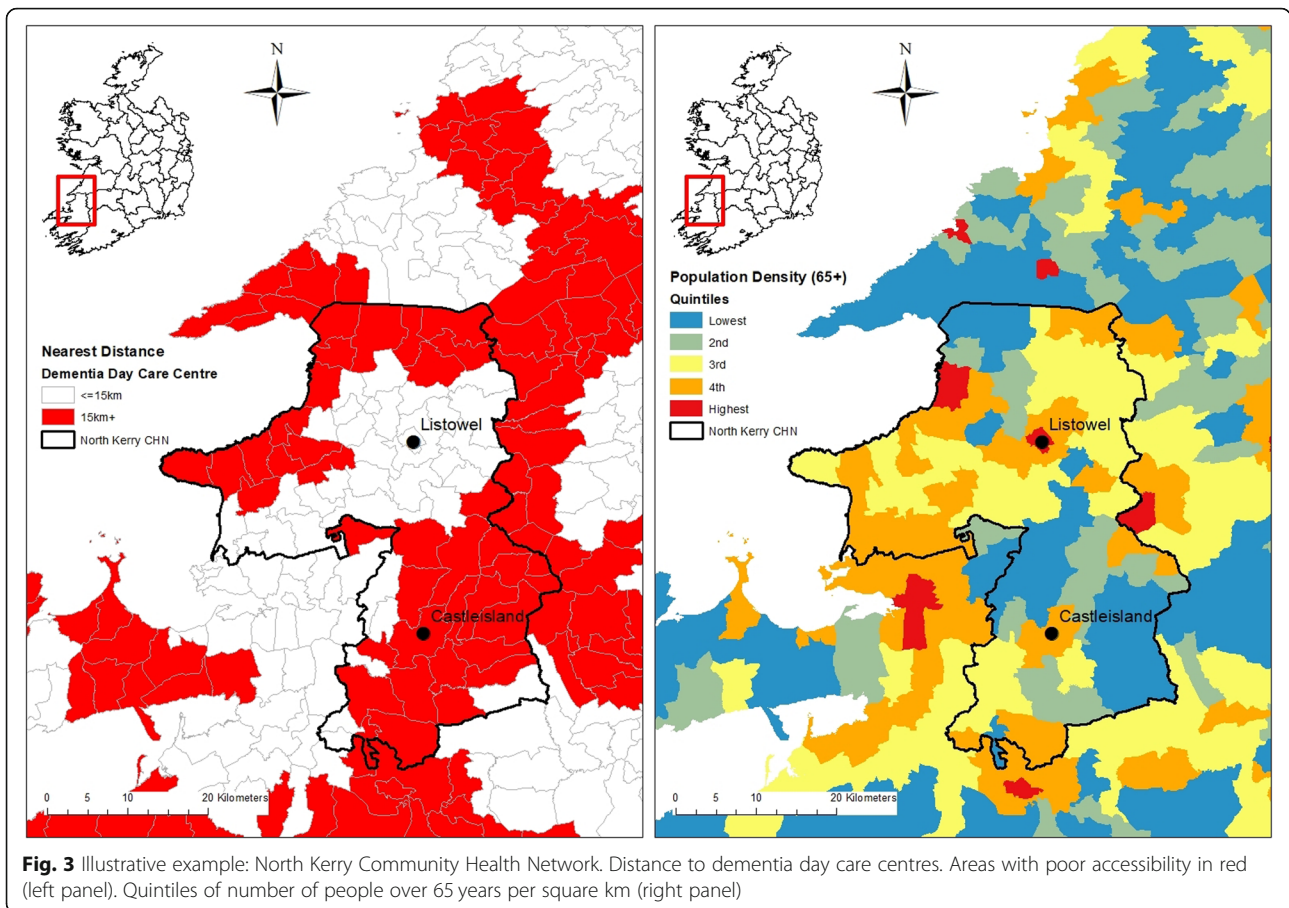 N
Nearest Distance
Dementia Day Care Centre
<=15km
15km+
North Kerry CHN
Listowel
Castleisland
0 5 10 20 Kilometers
N
Population Density (65+)
Quintiles
Lowest
2nd
3rd
4th
Highest
North Kerry CHN
Listowel
Castleisland
0 5 10 20 Kilometers
Fig. 3 Illustrative example: North Kerry Community Health Network. Distance to dementia day care centres. Areas with poor accessibility in red
(left panel). Quintiles of number of people over 65 years per square km (right panel)